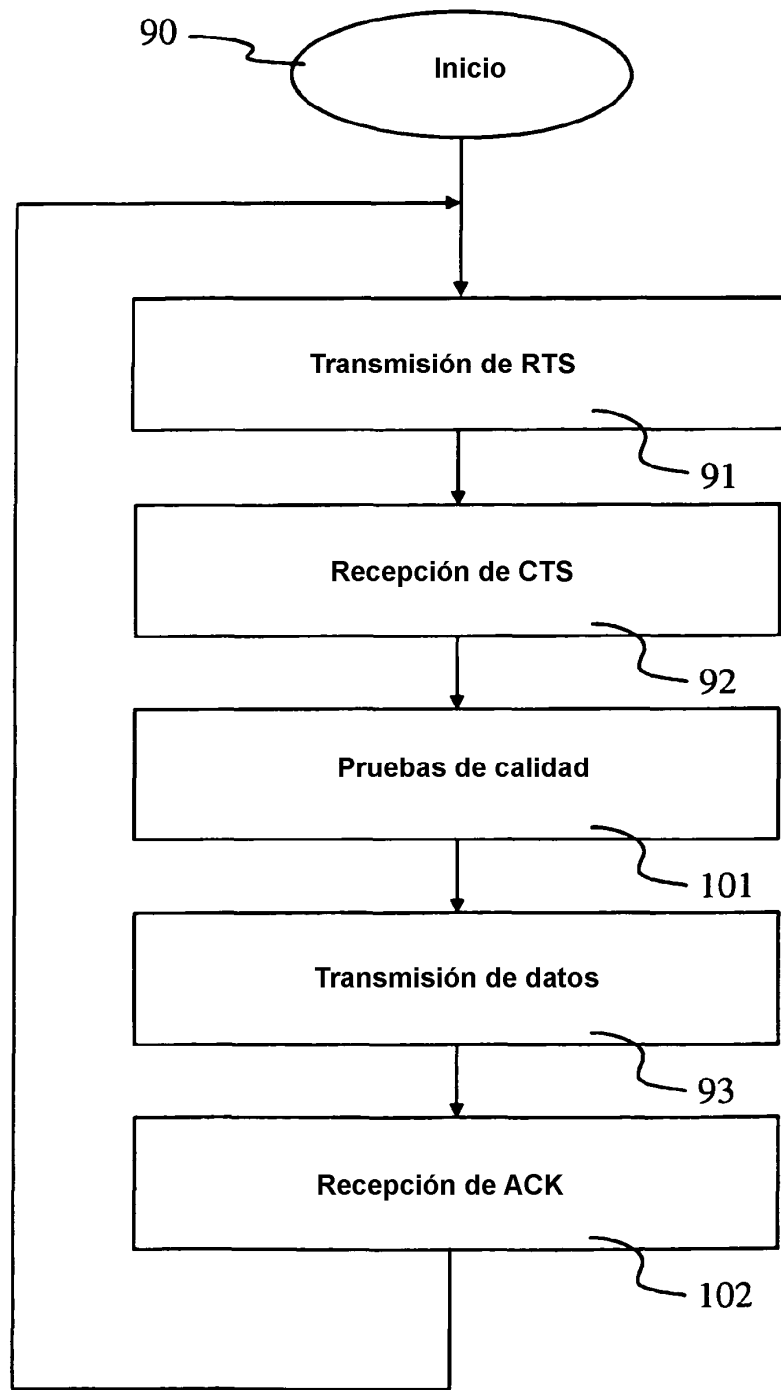 90
Inicio
Transmisión de RTS
91
Recepción de CTS
92
Pruebas de calidad
101
Transmisión de datos
93
Recepción de ACK
102